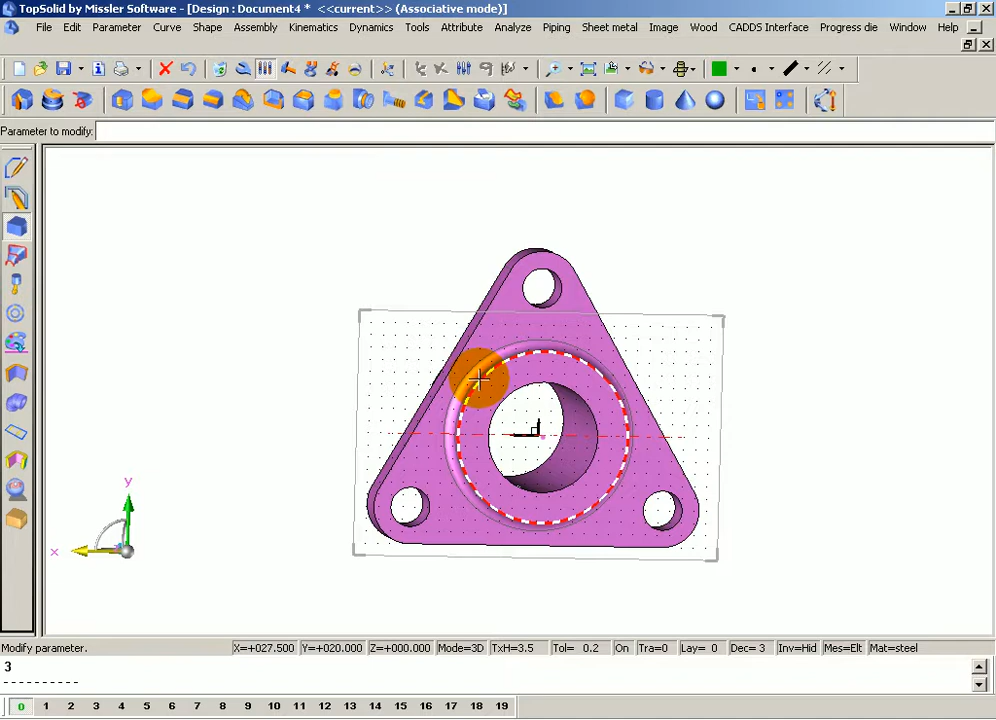 TopSolid by Missler Software - [Design : Document4 * <<current>> (Associative mode)]
File Edit Parameter Curve Shape Assembly Kinematics Dynamics Tools Attribute Analyze Piping Sheet metal Image Wood CADDS Interface Progress die Window Help
Parameter to modify:
y
x
Modify parameter. X=+027.500 Y=+020.000 Z=+000.000 Mode=3D TxH=3.5 Tol= 0.2 On Tra=0 Lay= 0 Dec= 3 Inv=Hid Mes=Elt Mat=steel
3
----------
0 1 2 3 4 5 6 7 8 9 10 11 12 13 14 15 16 17 18 19